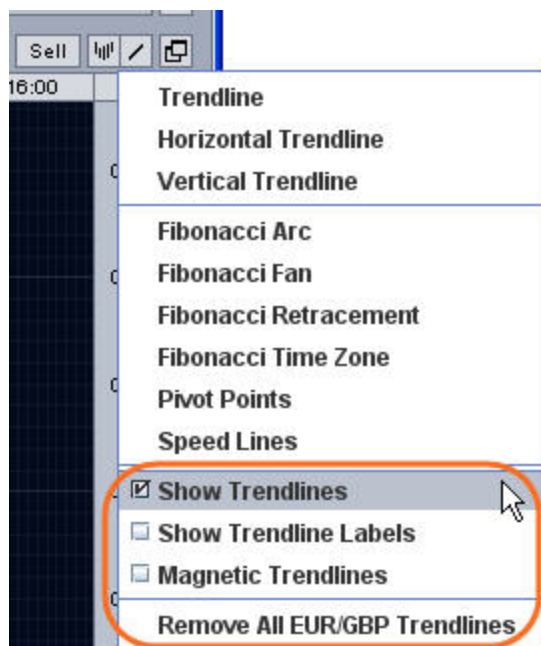 Sell
16:00
Trendline
Horizontal Trendline
Vertical Trendline
Fibonacci Arc
Fibonacci Fan
Fibonacci Retracement
Fibonacci Time Zone
Pivot Points
Speed Lines
Show Trendlines
Show Trendline Labels
Magnetic Trendlines
Remove All EUR/GBP Trendlines